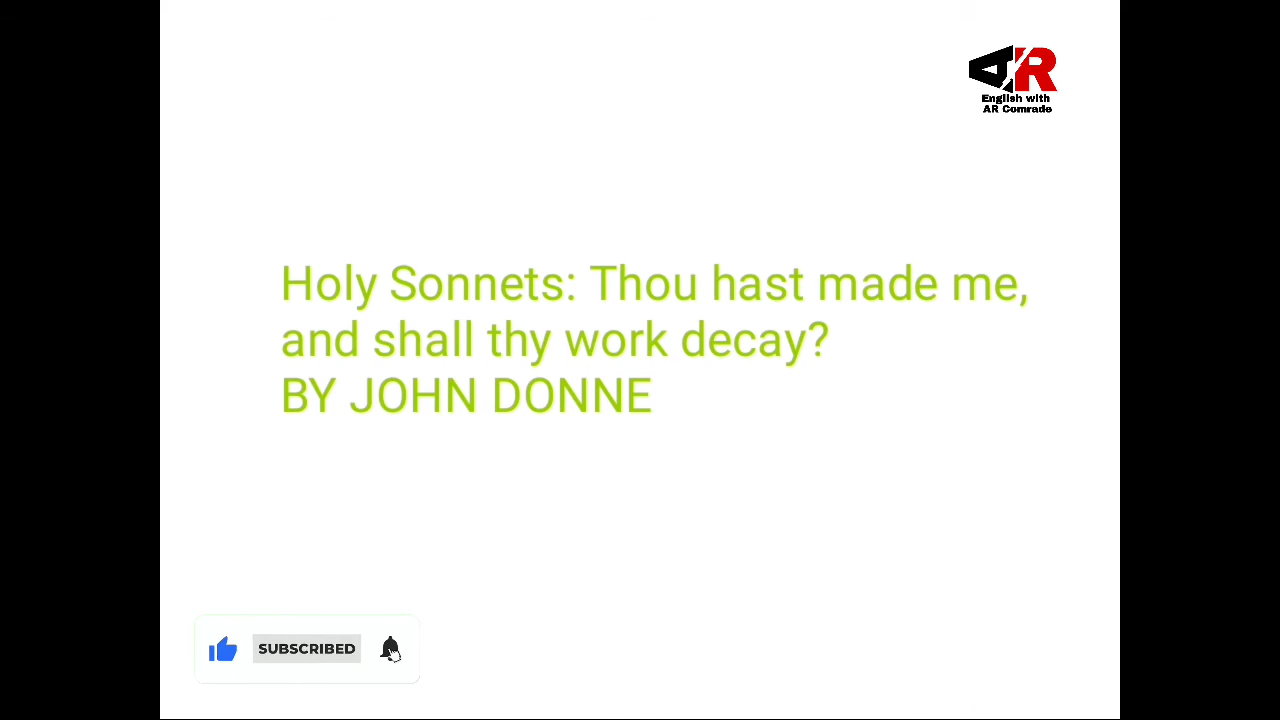 AR
English with
AR Comrade
Holy Sonnets: Thou hast made me,
and shall thy work decay?
BY JOHN DONNE
SUBSCRIBED